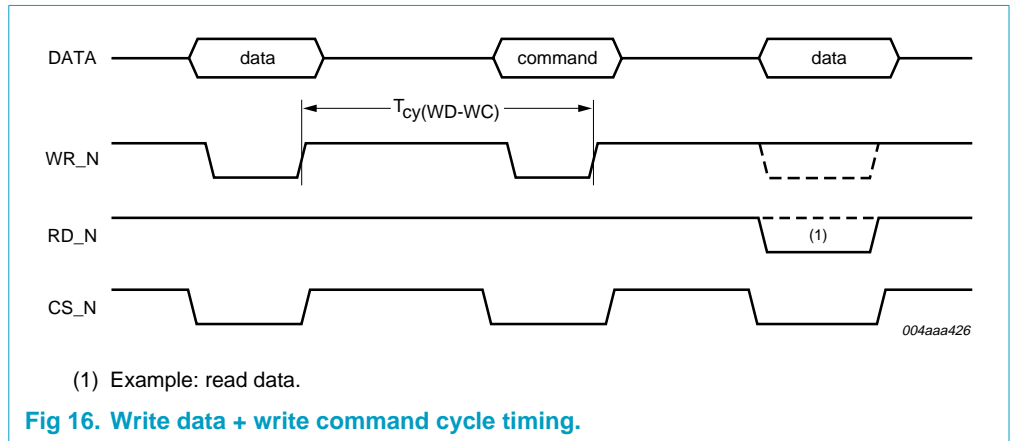 DATA
data
command
data
Tcy(WD-WC)
WR_N
RD_N
(1)
CS_N
004aaa426
(1) Example: read data.
Fig 16. Write data + write command cycle timing.